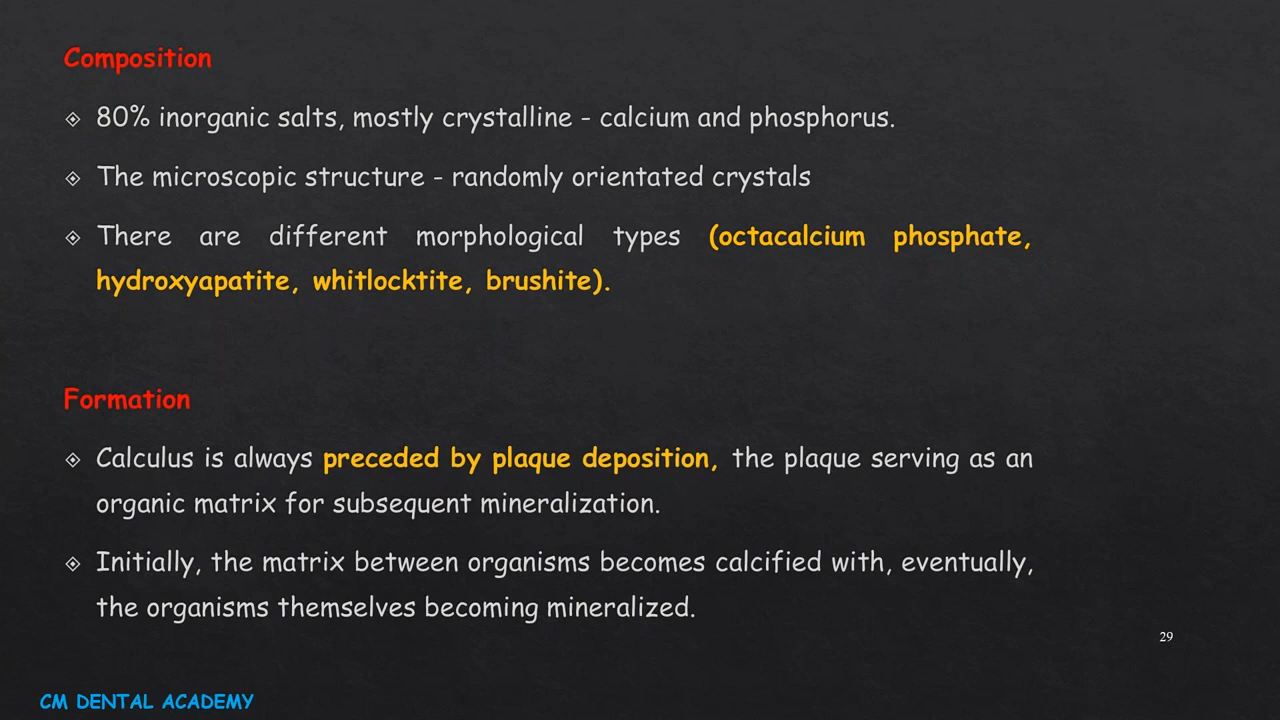 Composition
80% inorganic salts, mostly crystalline - calcium and phosphorus.
The microscopic structure - randomly orientated crystals
There are different morphological types (octacalcium phosphate,
hydroxyapatite, whitlocktite, brushite).
Formation
Calculus is always preceded by plaque deposition, the plaque serving as an
organic matrix for subsequent mineralization.
Initially, the matrix between organisms becomes calcified with, eventually,
the organisms themselves becoming mineralized.
29
CM DENTAL ACADEMY